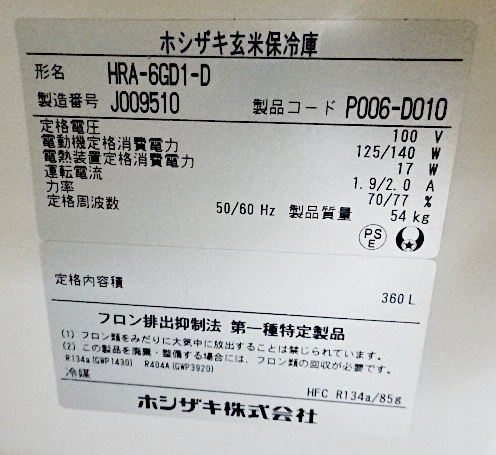 ホシザキ玄米保冷庫
形名 HRA-6GD1-D
製造番号 J009510 製品コード P006-D010
定格電圧 100 V
電動機定格消費電力 125/140 W
電熱装置定格消費電力 17 W
運転電流 1.9/2.0 A
力率 70/77 %
定格周波数 50/60 Hz 製品質量 54 kg
PS
E
定格内容積 360 L
フロン排出抑制法 第一種特定製品
(1) フロン類をみだりに大気中に放出することは禁じられています。
(2) この製品を廃棄・整備する場合には、フロン類の回収が必要です。
R134a(GWP1430) R404A(GWP3920)
冷媒 HFC R134a/85g
ホシザキ株式会社